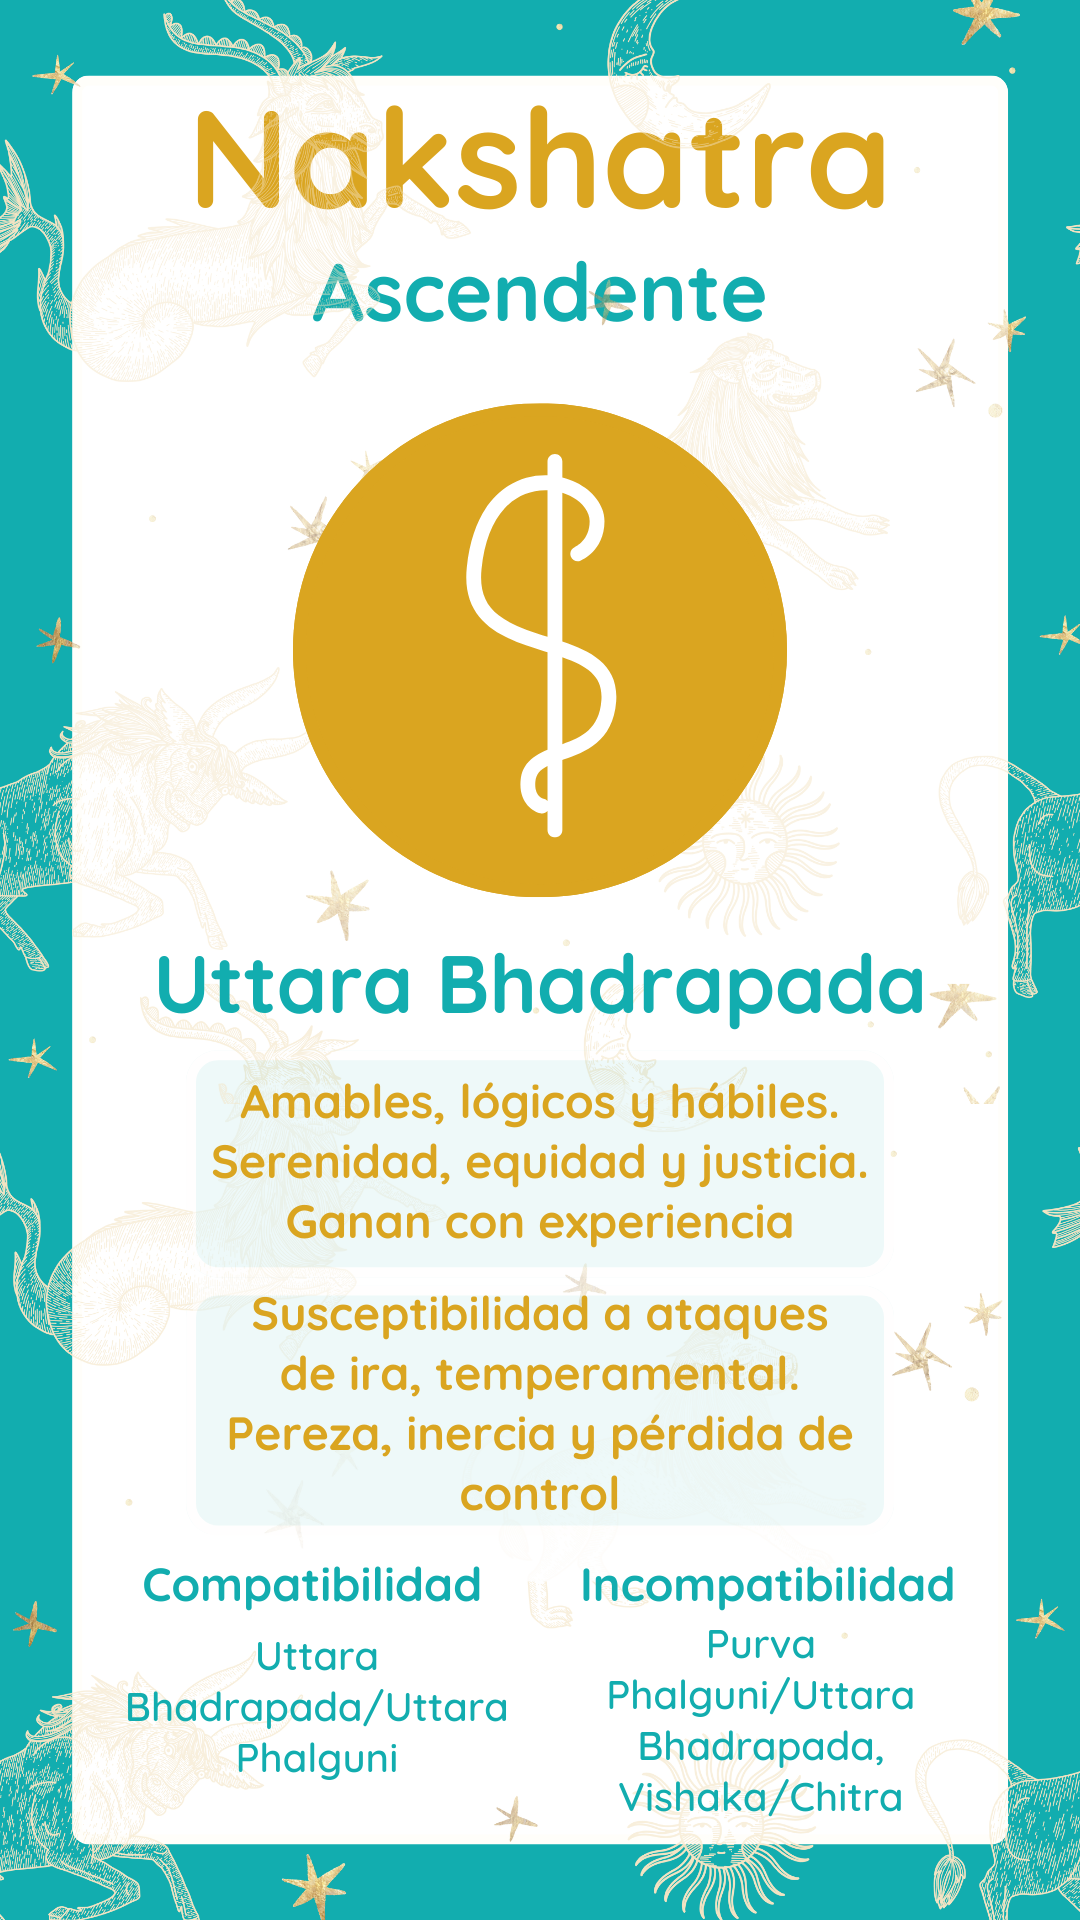 Nakshatra
Ascendente
Uttara Bhadrapada
Amables, lógicos y hábiles.
Serenidad, equidad y justicia.
Ganan con experiencia
Susceptibilidad a ataques
de ira, temperamental.
Pereza, inercia y pérdida de
control
Compatibilidad
Uttara
Bhadrapada/Uttara
Phalguni
Incompatibilidad
Purva
Phalguni/Uttara
Bhadrapada,
Vishaka/Chitra